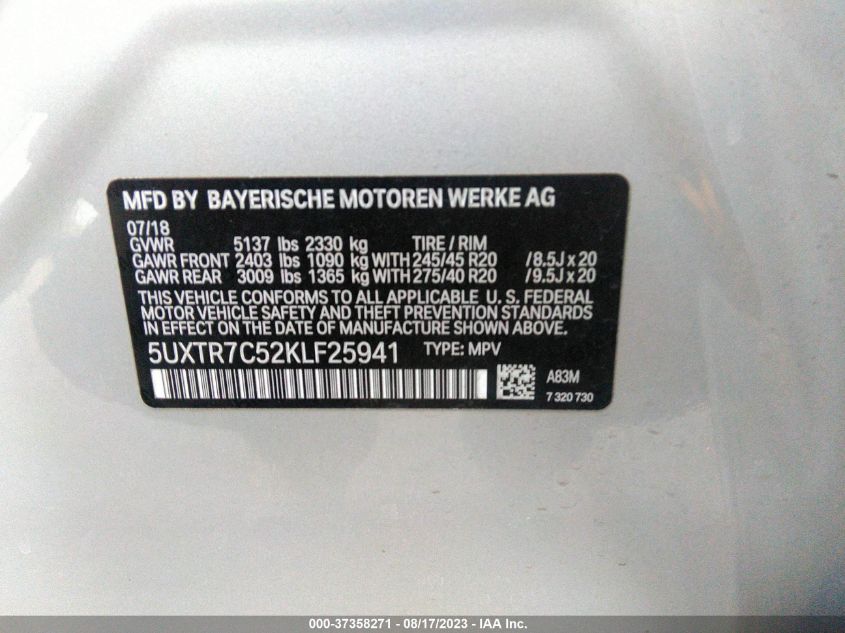 MFD BY BAYERISCHE MOTOREN WERKE AG
07/18
GVWR 5137 lbs 2330 kg TIRE / RIM
GAWR FRONT 2403 lbs 1090 kg WITH 245/45 R20 /8.5J x 20
GAWR REAR 3009 lbs 1365 kg WITH 275/40 R20 /9.5J x 20
THIS VEHICLE CONFORMS TO ALL APPLICABLE U. S. FEDERAL
MOTOR VEHICLE SAFETY AND THEFT PREVENTION STANDARDS
IN EFFECT ON THE DATE OF MANUFACTURE SHOWN ABOVE.
5UXTR7C52KLF25941 TYPE: MPV
A83M
7 320 730
000-37358271 - 08/17/2023 - IAA Inc.